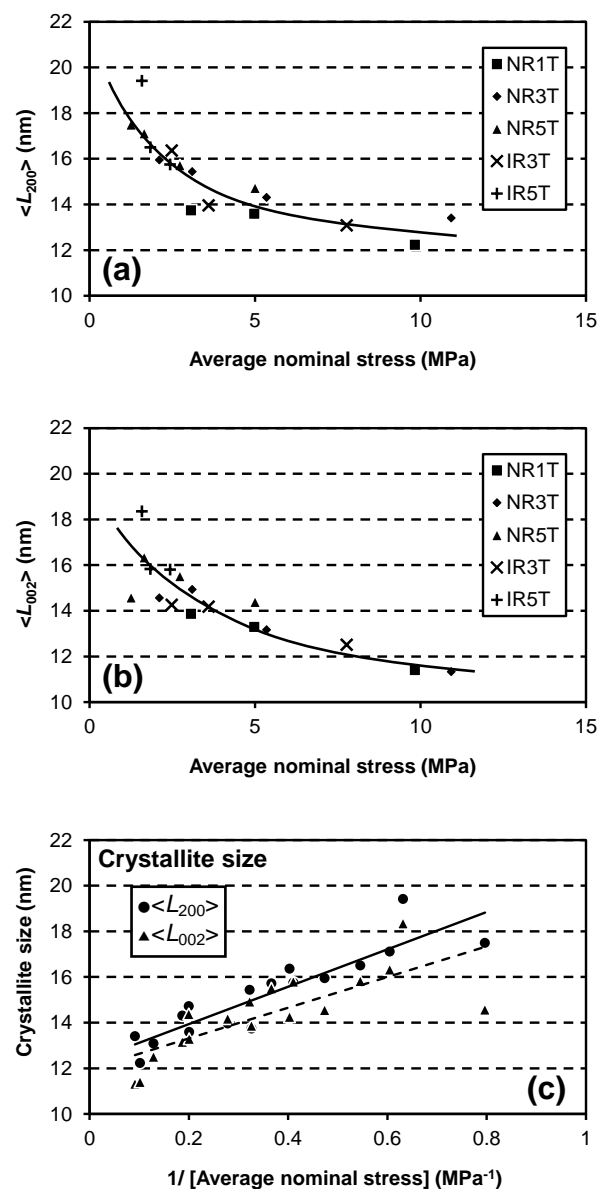 22
20
18
16
14
12
10
<L200> (nm)
NR1T
NR3T
NR5T
IR3T
IR5T
(a)
0 5 10 15
Average nominal stress (MPa)
22
20
18
16
14
12
10
<L002> (nm)
NR1T
NR3T
NR5T
IR3T
IR5T
(b)
0 5 10 15
Average nominal stress (MPa)
22
20
18
16
14
12
10
Crystallite size (nm)
Crystallite size
<L200>
<L002>
(c)
0 0.2 0.4 0.6 0.8 1
1/ [Average nominal stress] (MPa-1)